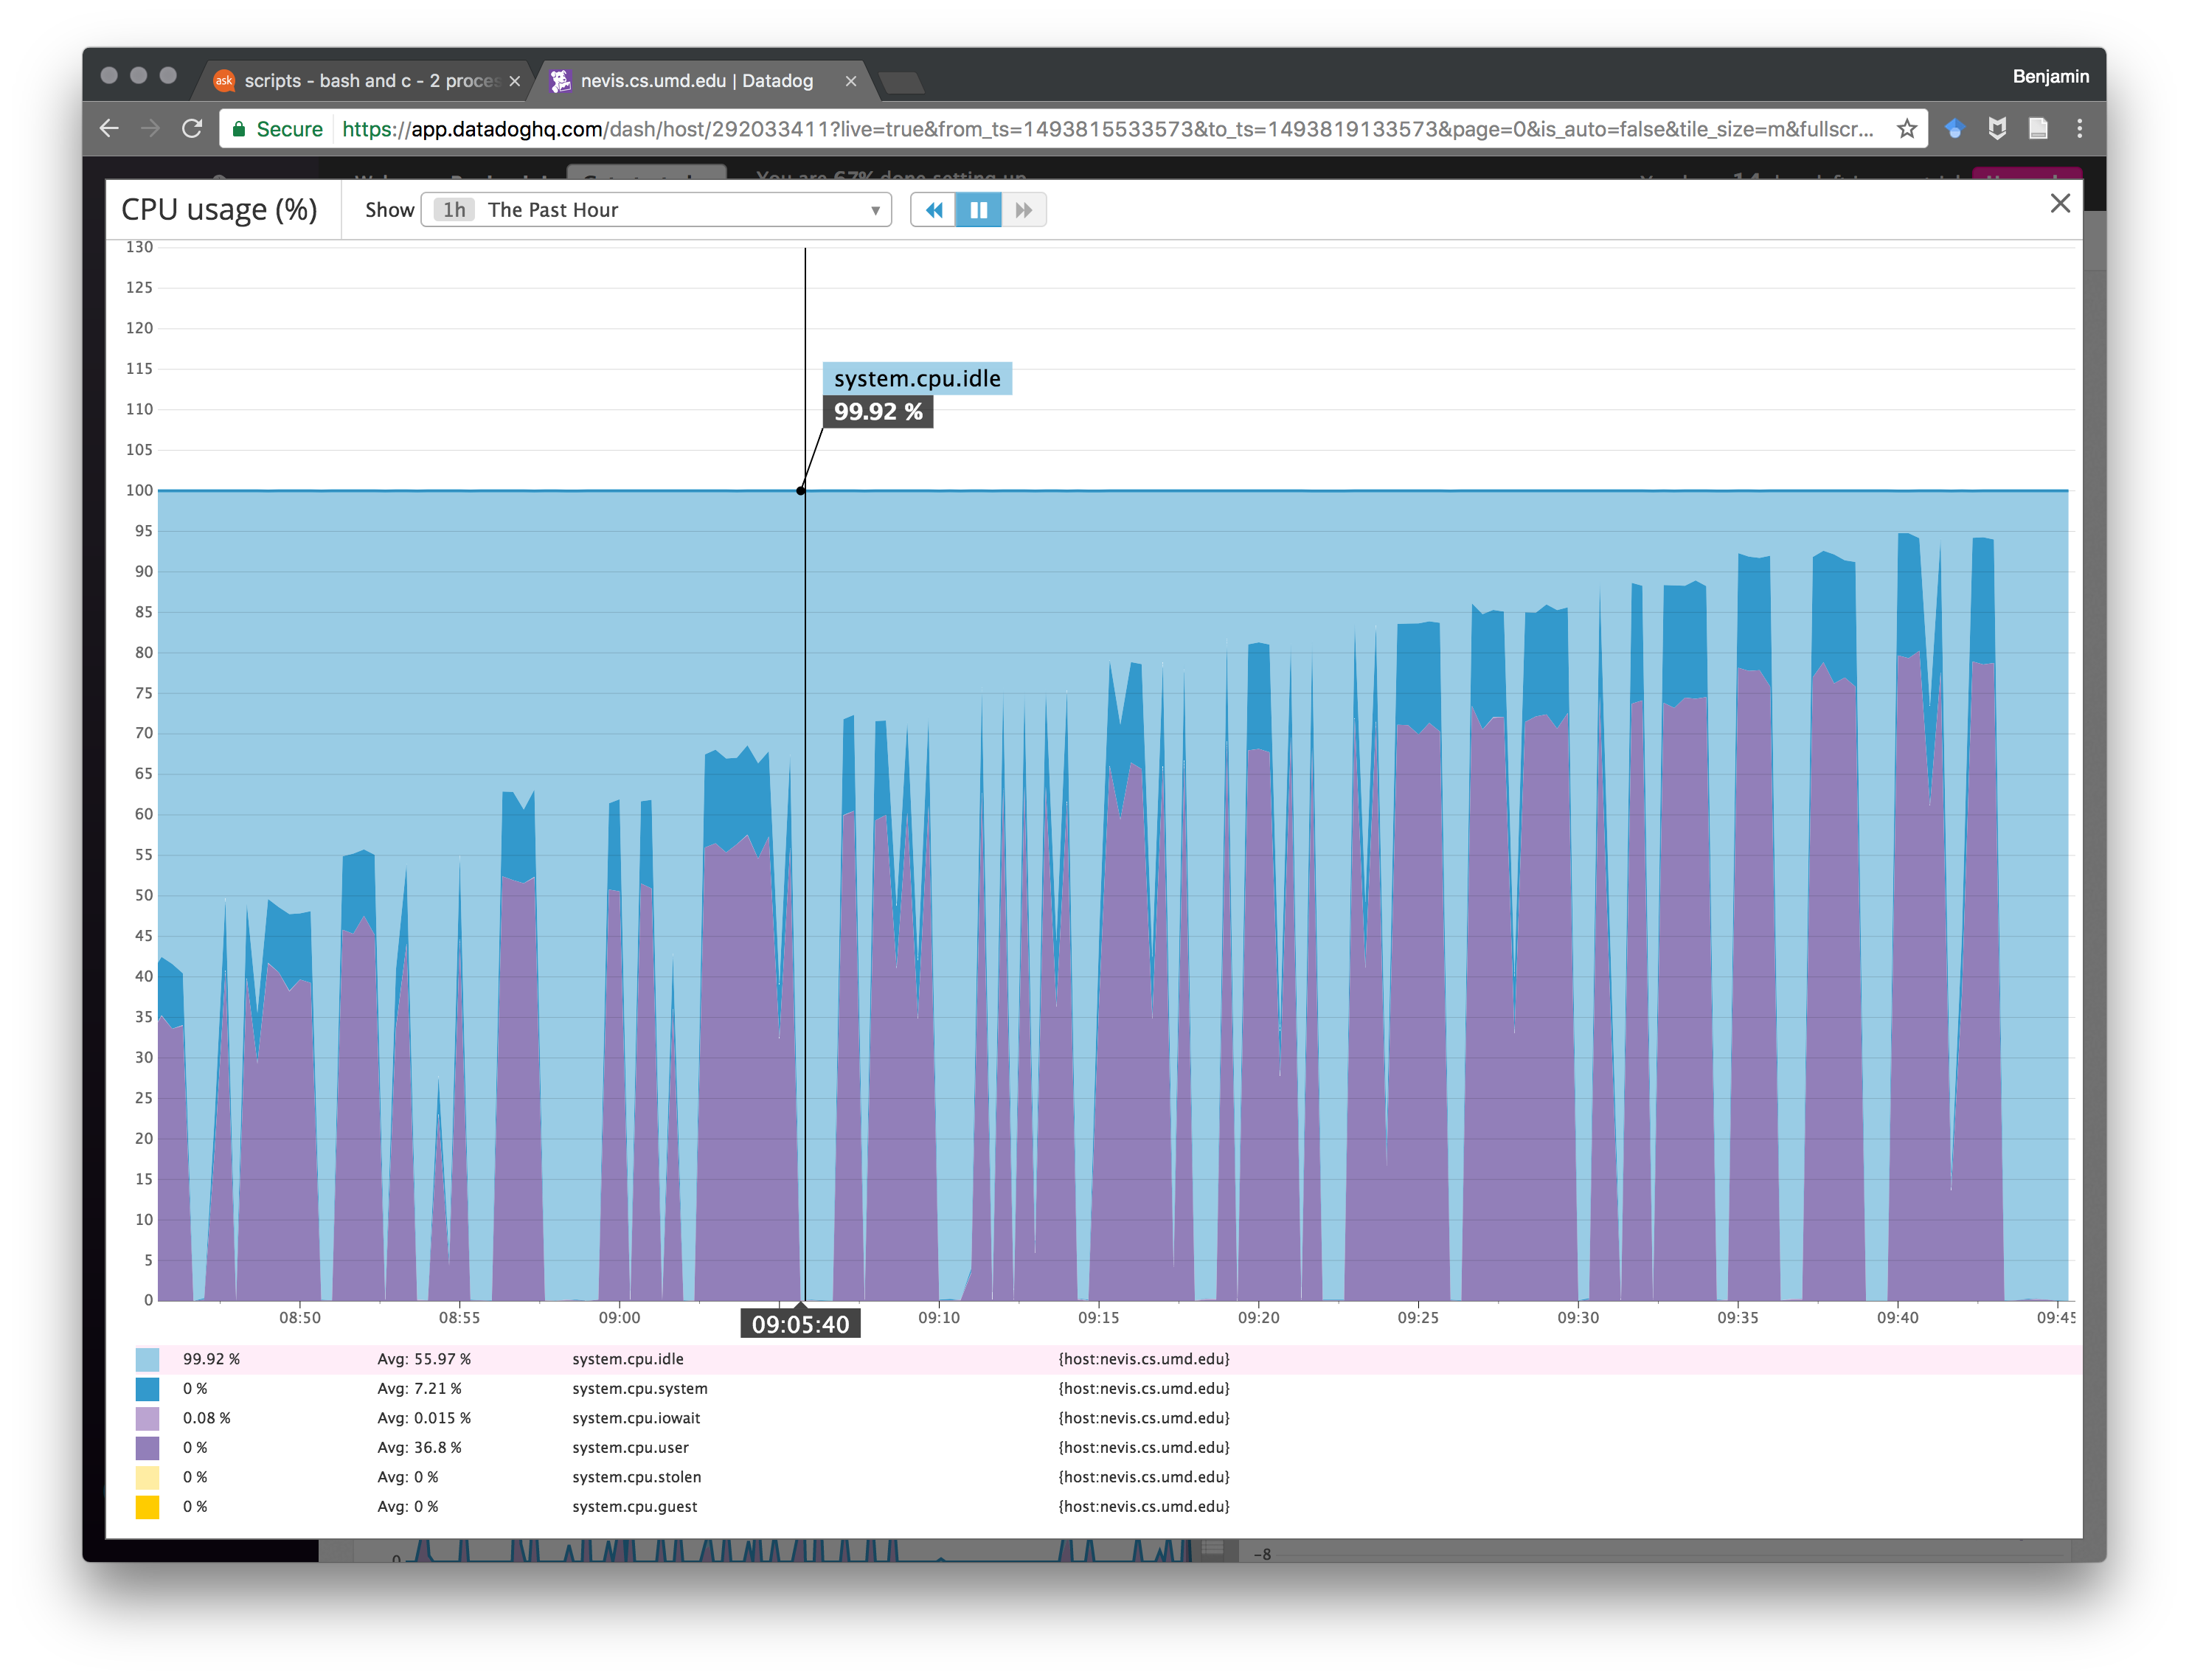 scripts - bash and c - 2 proces
nevis.cs.umd.edu | Datadog
Benjamin
Secure
https://app.datadoghq.com/dash/host/292033411?live=true&from_ts=1493815533573&to_ts=1493819133573&page=0&is_auto=false&tile_size=m&fullscr...
ask
CPU usage (%)
Show
1h The Past Hour
130
125
120
115
110
105
100
95
90
85
80
75
70
65
60
55
50
45
40
35
30
25
20
15
10
5
0
system.cpu.idle
99.92 %
08:50 08:55 09:00 09:05:40 09:10 09:15 09:20 09:25 09:30 09:35 09:40 09:45
99.92 % Avg: 55.97 % system.cpu.idle {host:nevis.cs.umd.edu}
0 % Avg: 7.21 % system.cpu.system {host:nevis.cs.umd.edu}
0.08 % Avg: 0.015 % system.cpu.iowait {host:nevis.cs.umd.edu}
0 % Avg: 36.8 % system.cpu.user {host:nevis.cs.umd.edu}
0 % Avg: 0 % system.cpu.stolen {host:nevis.cs.umd.edu}
0 % Avg: 0 % system.cpu.guest {host:nevis.cs.umd.edu}
0
-8